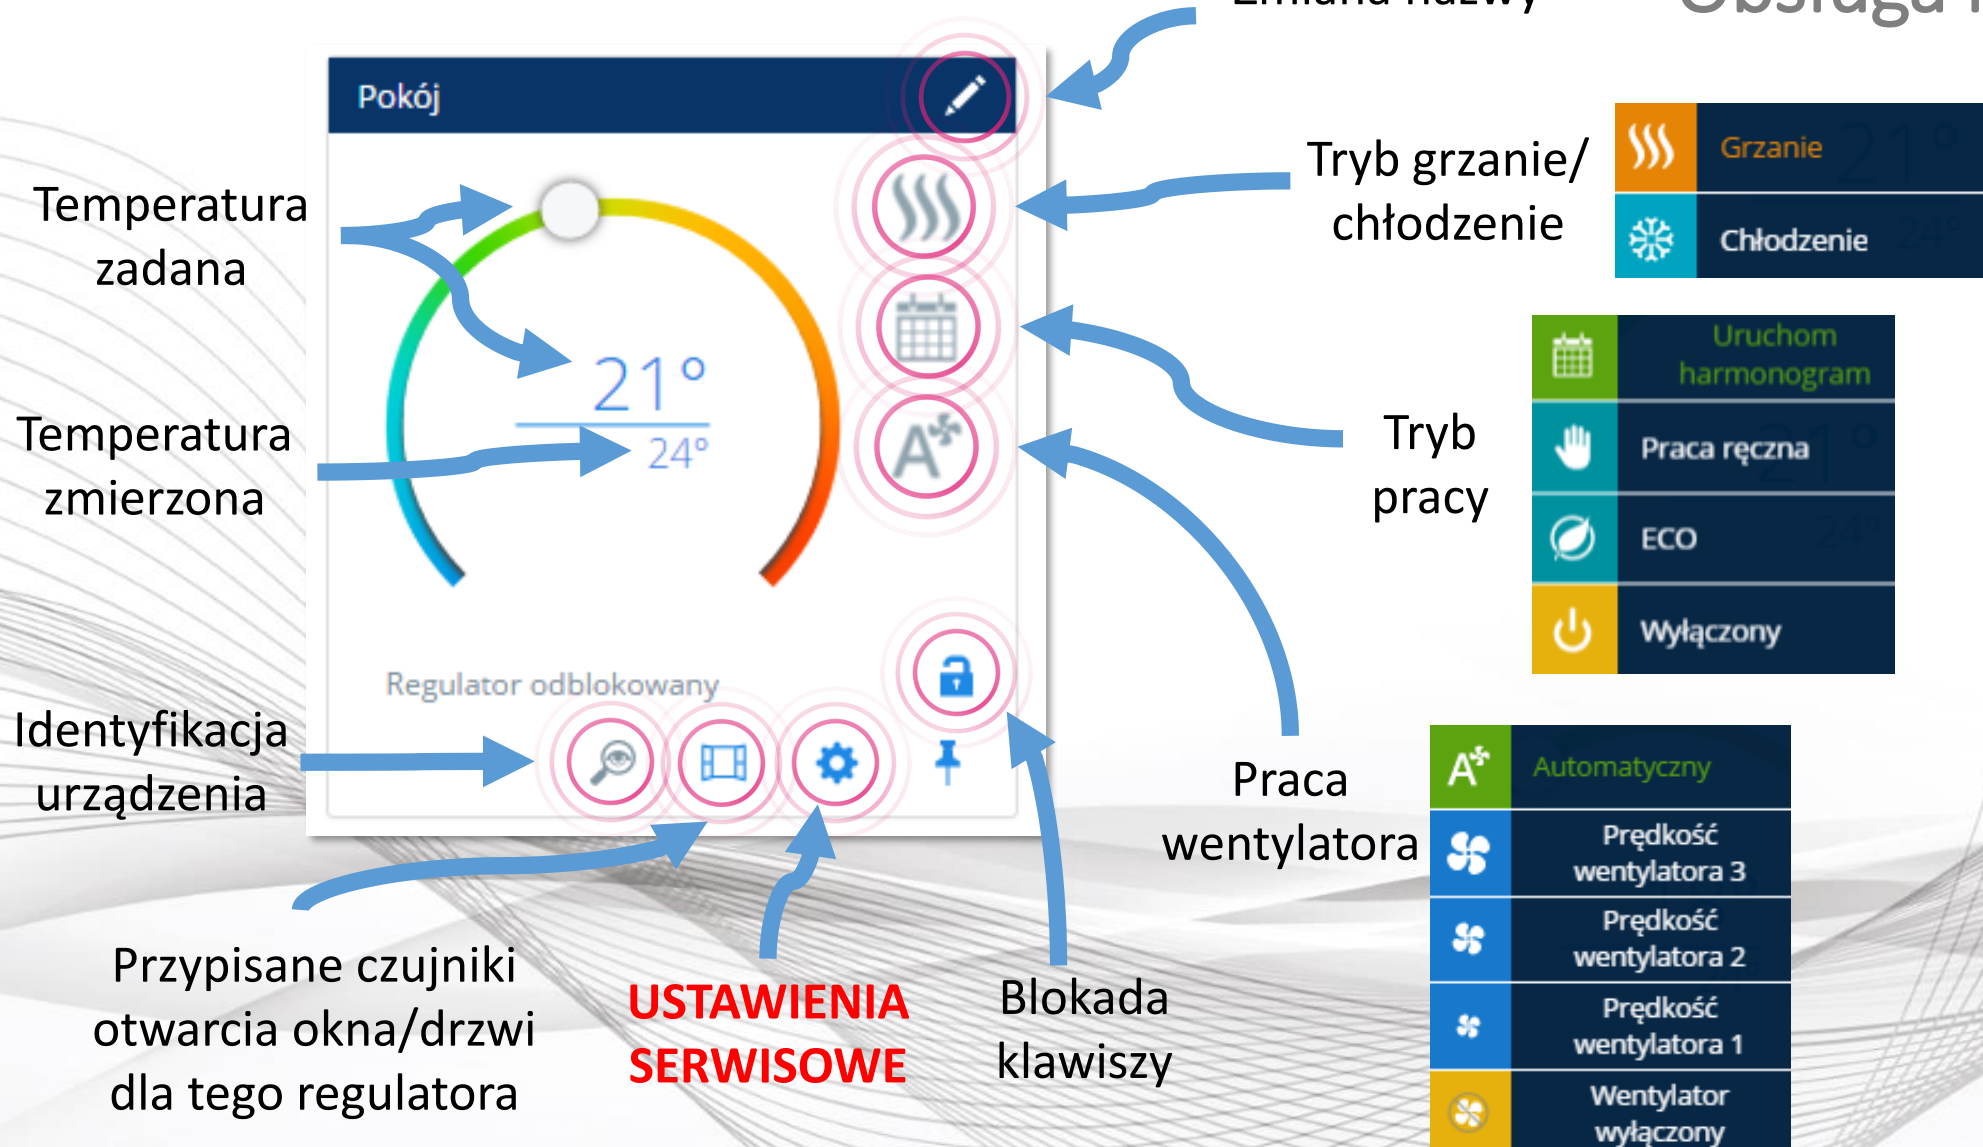 Zmiana nazwy
Pokój
Temperatura
zadana
21°
24°
Temperatura
zmierzona
Regulator odblokowany
Identyfikacja
urządzenia
Przypisane czujniki
otwarcia okna/drzwi
dla tego regulatora
USTAWIENIA
SERWISOWE
Blokada
klawiszy
Tryb grzanie/
chłodzenie
Grzanie
Chłodzenie
Tryb
pracy
Uruchom
harmonogram
Praca ręczna
ECO
Wyłączony
Praca
wentylatora
A
Automatyczny
Prędkość
wentylatora 3
Prędkość
wentylatora 2
Prędkość
wentylatora 1
Wentylator
wyłączony